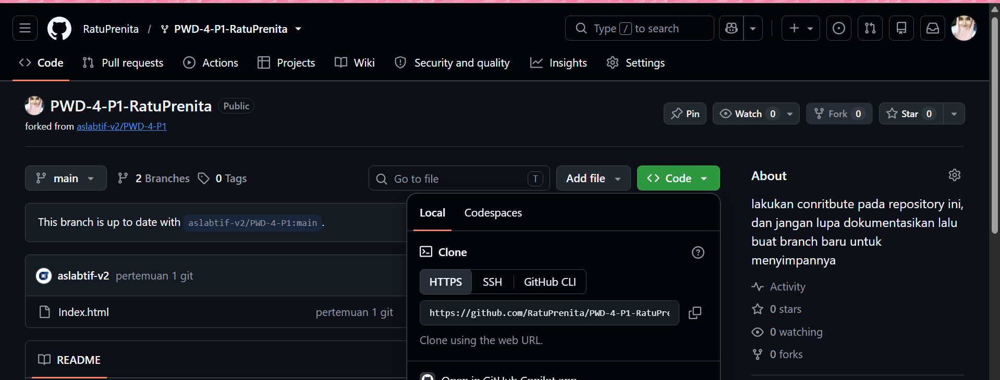 RatuPrenita / PWD-4-P1-RatuPrenita
Type / to search
Code
Pull requests
Actions
Projects
Wiki
Security and quality
Insights
Settings
PWD-4-P1-RatuPrenita
Public
forked from aslabtif-v2/PWD-4-P1
Pin
Watch 0
Fork 0
Star 0
main
2 Branches
0 Tags
Go to file
T
Add file
Code
This branch is up to date with aslabtif-v2/PWD-4-P1:main .
aslabtif-v2 pertemuan 1 git
Index.html pertemuan 1 git
README
Local
Codespaces
Clone
HTTPS
SSH
GitHub CLI
https://github.com/RatuPrenita/PWD-4-P1-RatuPre
Clone using the web URL.
Open in GitHub Copilot app
About
lakukan conritbute pada repository ini,
dan jangan lupa dokumentasikan lalu
buat branch baru untuk
menyimpannya
Activity
0 stars
0 watching
0 forks